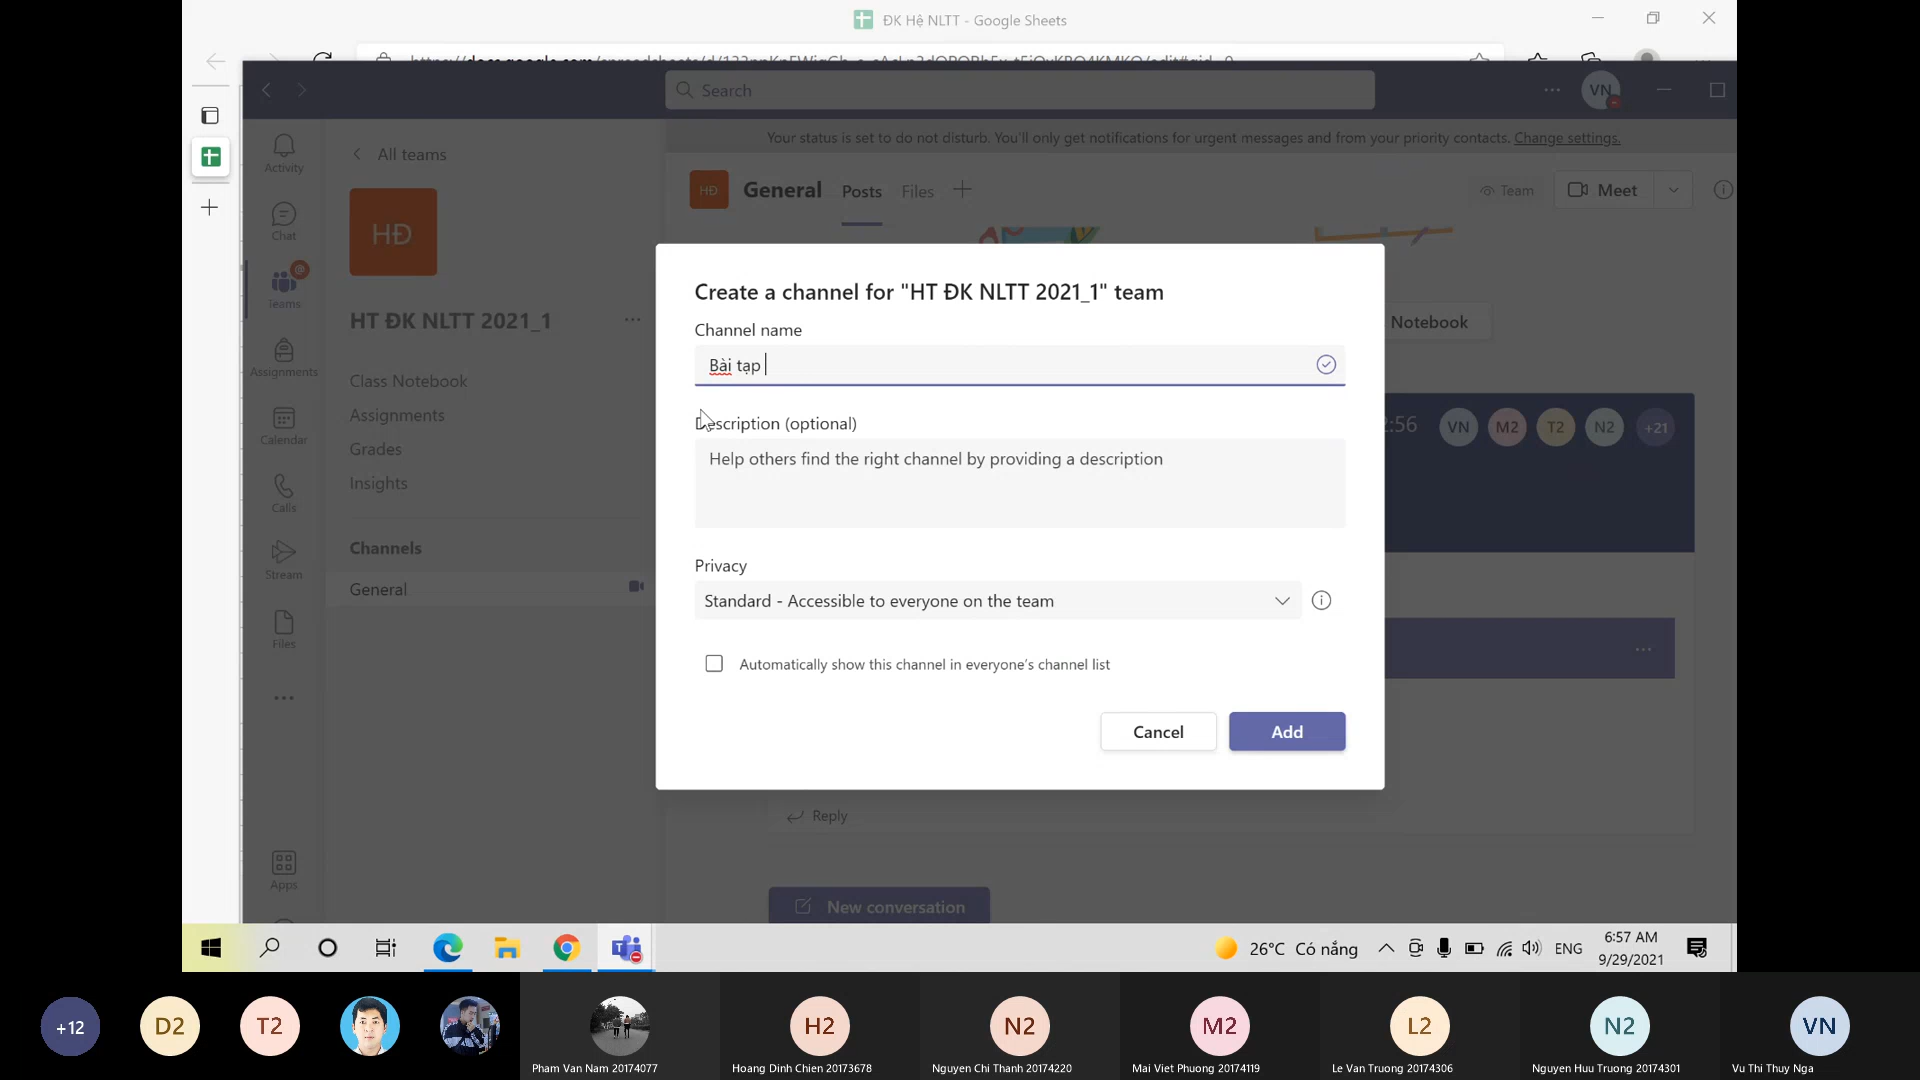 ĐK Hệ NLTT - Google Sheets
Search
VN
Your status is set to do not disturb. You'll only get notifications for urgent messages and from your priority contacts. Change settings.
Activity
Chat
Teams
Assignments
Calendar
Calls
Stream
Files
Apps
All teams
HĐ
HT ĐK NLTT 2021_1
Class Notebook
Assignments
Grades
Insights
Channels
General
HĐ General Posts Files
Team
Meet
Notebook
2:56 VN M2 T2 N2 +21
Create a channel for "HT ĐK NLTT 2021_1" team
Channel name
Bài tạp
Description (optional)
Help others find the right channel by providing a description
Privacy
Standard - Accessible to everyone on the team
Automatically show this channel in everyone's channel list
Cancel Add
Reply
New conversation
26°C Có nắng
ENG
6:57 AM
9/29/2021
+12 D2 T2 H2 N2 M2 L2 N2 VN
Pham Van Nam 20174077 Hoang Dinh Chien 20173678 Nguyen Chi Thanh 20174220 Mai Viet Phuong 20174119 Le Van Truong 20174306 Nguyen Huu Truong 20174301 Vu Thi Thuy Nga